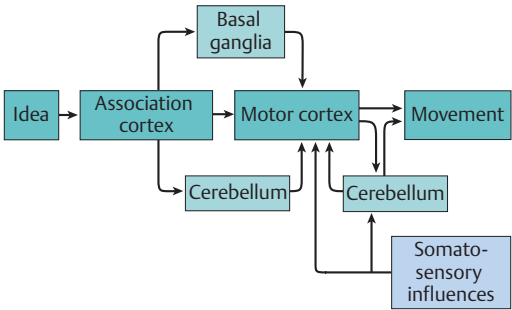 Basal
ganglia
Idea
Association
cortex
Motor cortex
Movement
Cerebellum
Cerebellum
Somato-
sensory
influences